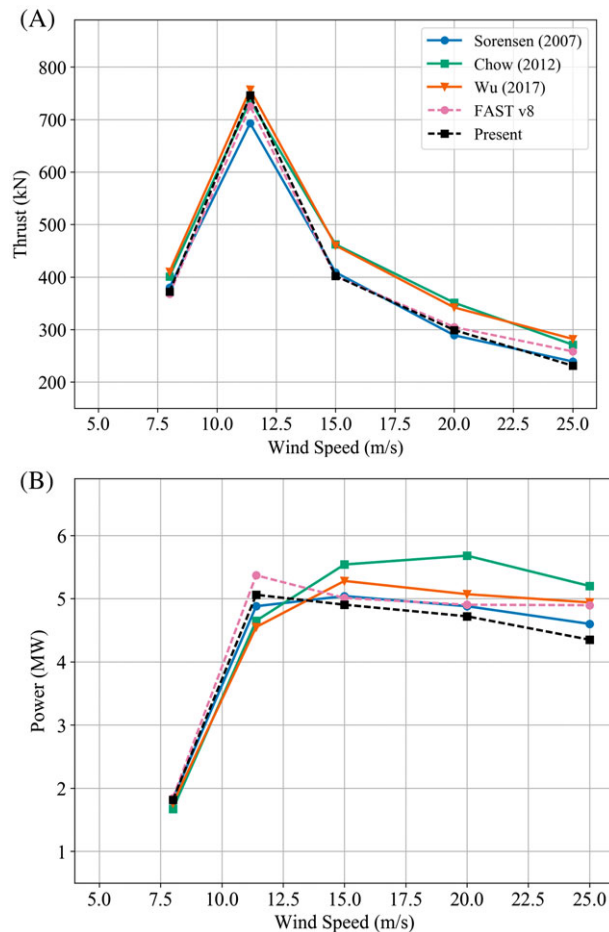 (A)
Sorensen (2007)
Chow (2012)
Wu (2017)
FAST v8
Present
800
700
600
500
400
300
200
Thrust (kN)
5.0 7.5 10.0 12.5 15.0 17.5 20.0 22.5 25.0
Wind Speed (m/s)
(B)
6
5
4
3
2
1
Power (MW)
5.0 7.5 10.0 12.5 15.0 17.5 20.0 22.5 25.0
Wind Speed (m/s)